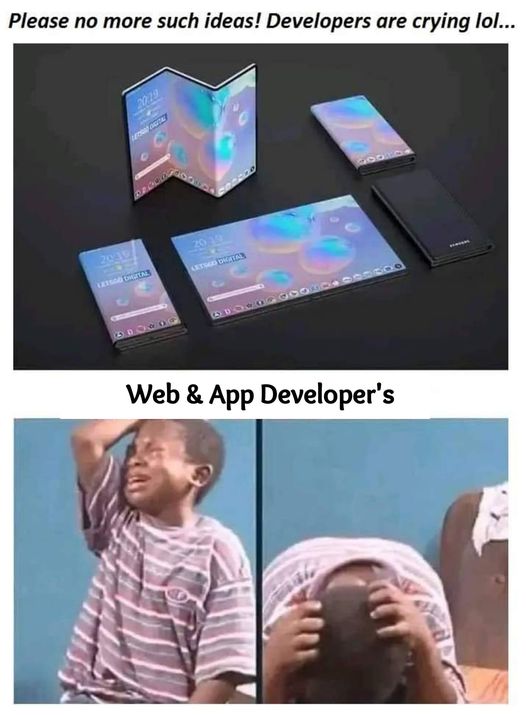 Please no more such ideas! Developers are crying lol...
20:19
LETSGO DIGITAL
20:19
LETSGO DIGITAL
20:19
LETSGO DIGITAL
SAMSUNG
Web & App Developer's